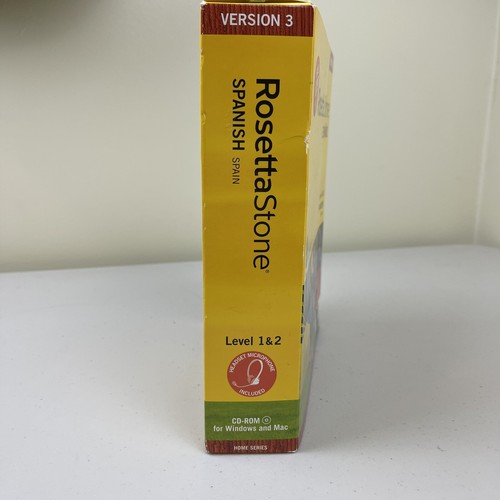 VERSION 3
RosettaStone®
SPANISH SPAIN
Level 1 & 2
HEADSET MICROPHONE
INCLUDED
CD-ROM
for Windows and Mac
HOME SERIES